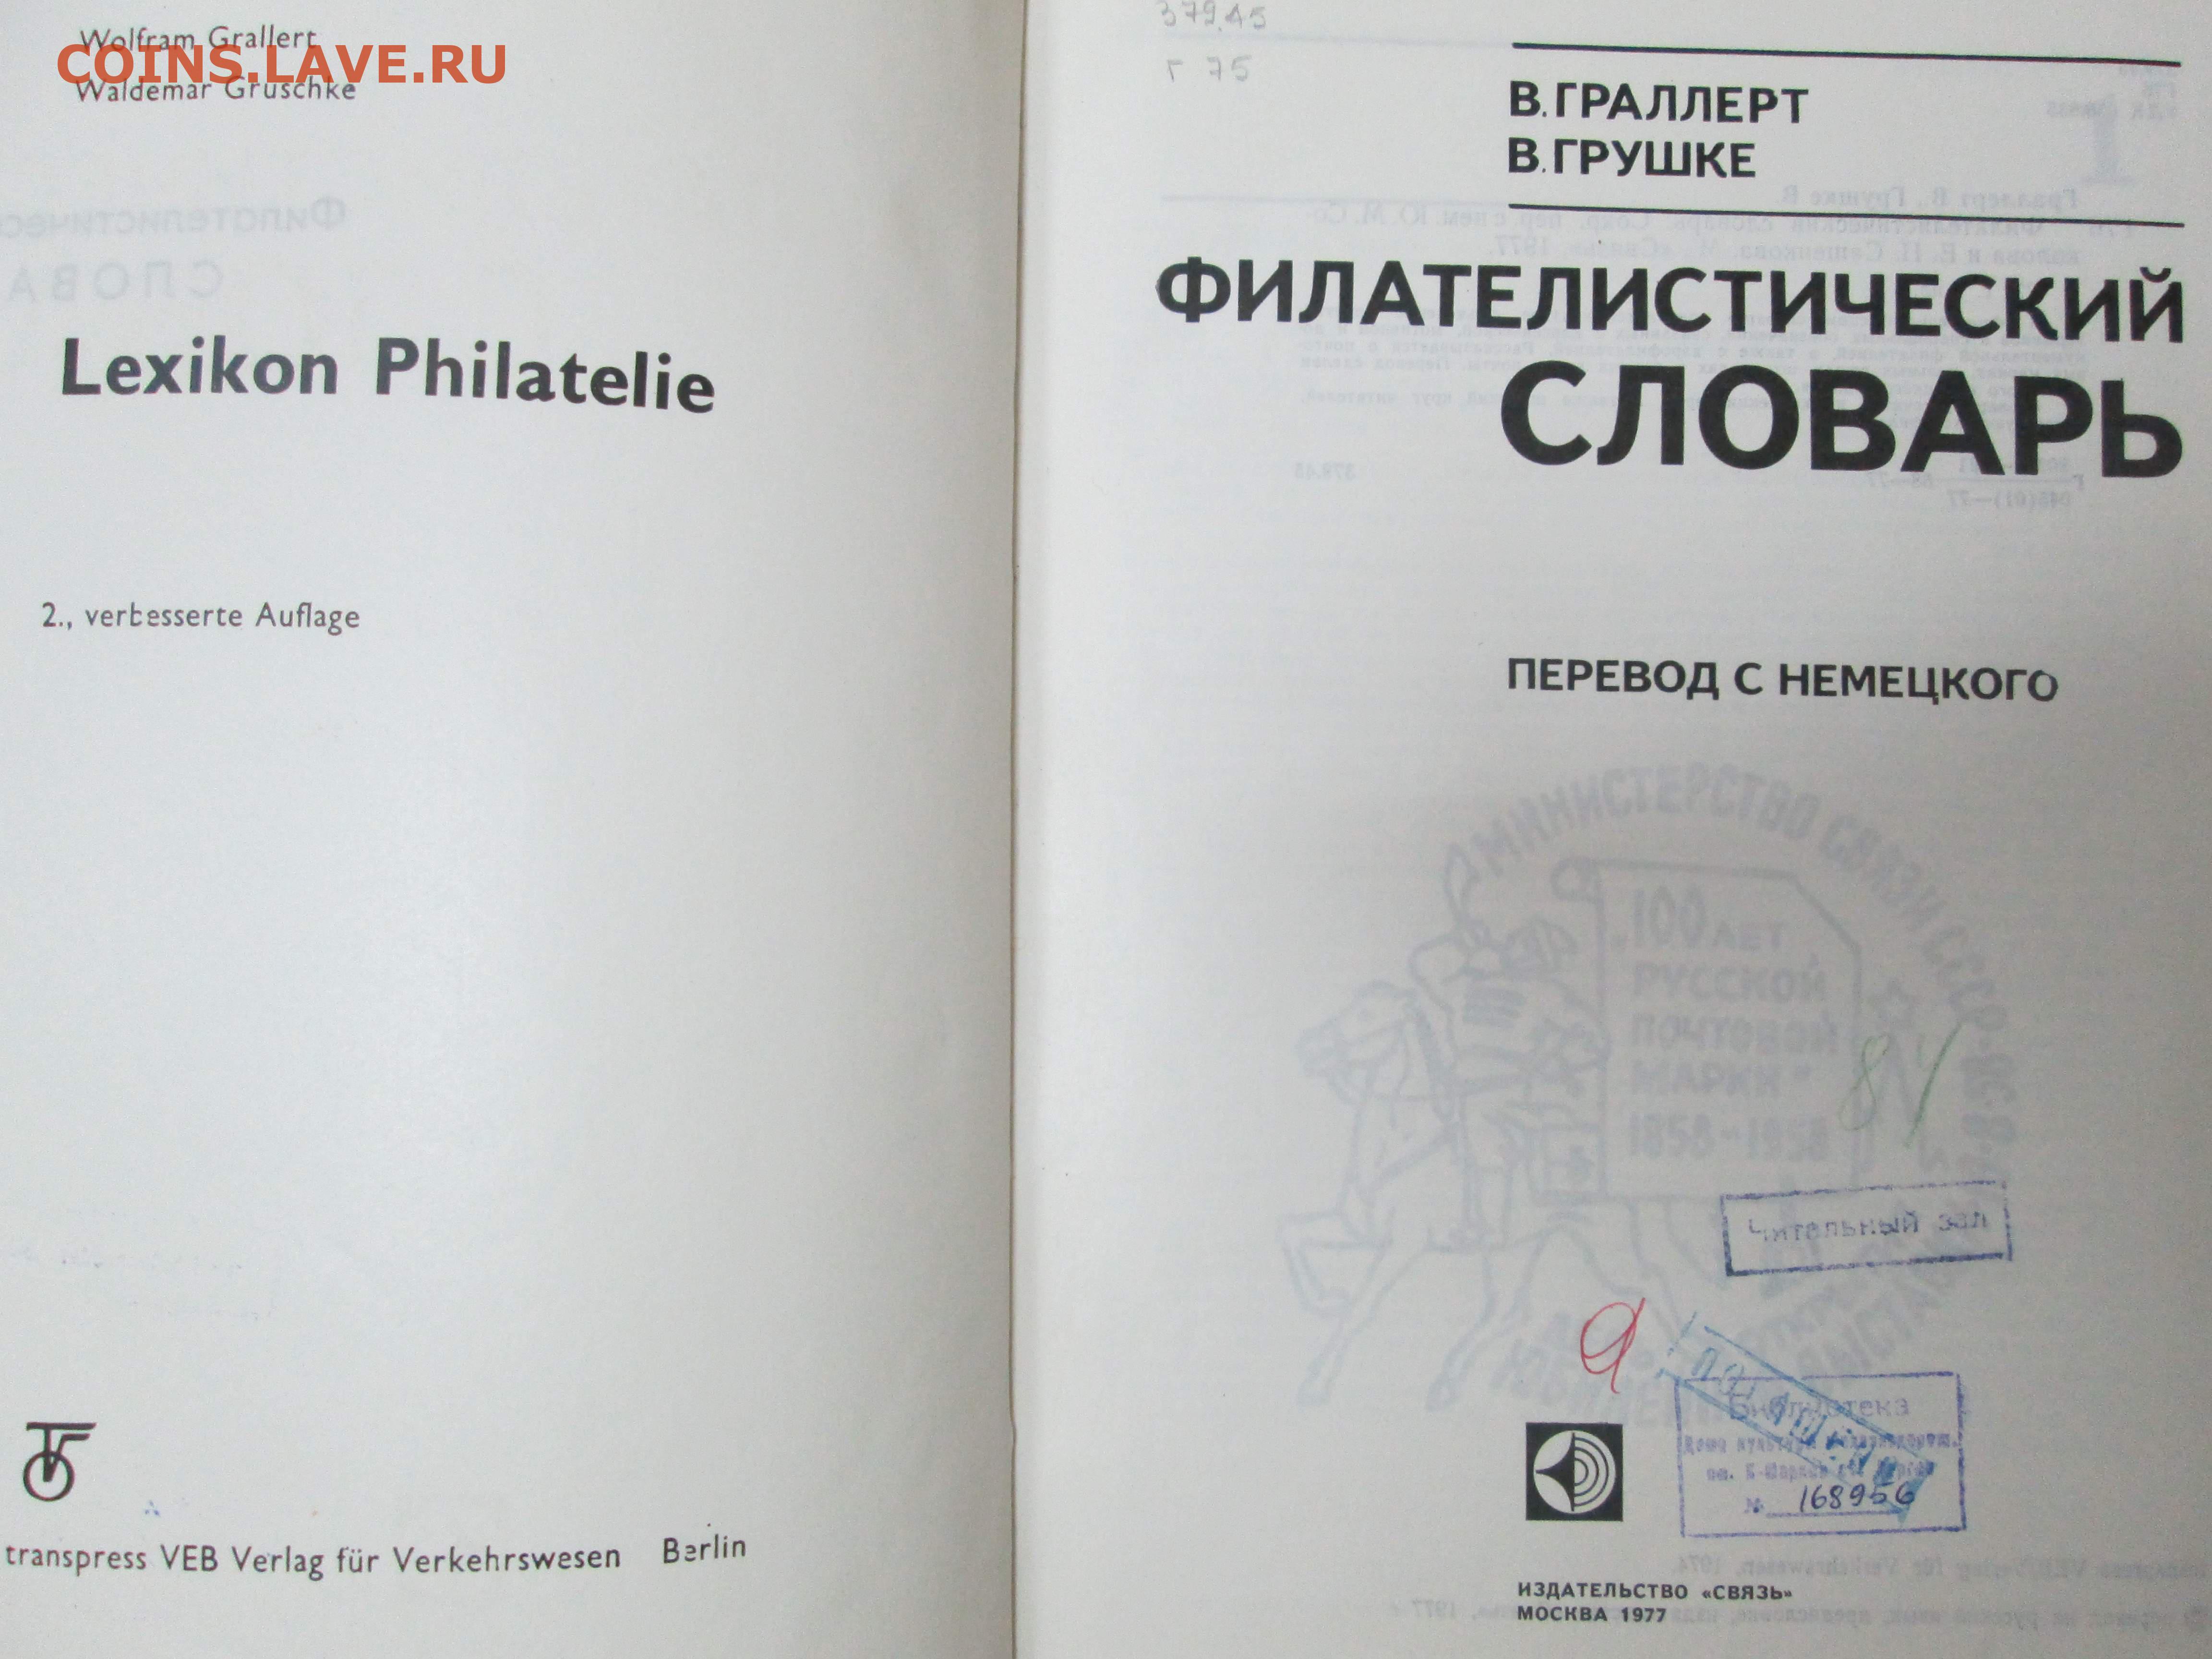 Wolfram Grallert
COINS.LAVE.RU
Waldemar Gruschke
Lexikon Philatelie
2., verbesserte Auflage
transpress VEB Verlag für Verkehrswesen Berlin
379.45
Г 75
В. ГРАЛЛЕРТ
В. ГРУШКЕ
ФИЛАТЕЛИСТИЧЕСКИЙ
СЛОВАРЬ
ПЕРЕВОД С НЕМЕЦКОГО
МИНИСТЕРСТВО СВЯЗИ СССР
100 ЛЕТ
РУССКОЙ
ПОЧТОВОЙ
МАРКИ"
1858-1958
Читальный зал
Библиотека
№ 168956
ИЗДАТЕЛЬСТВО «СВЯЗЬ»
МОСКВА 1977